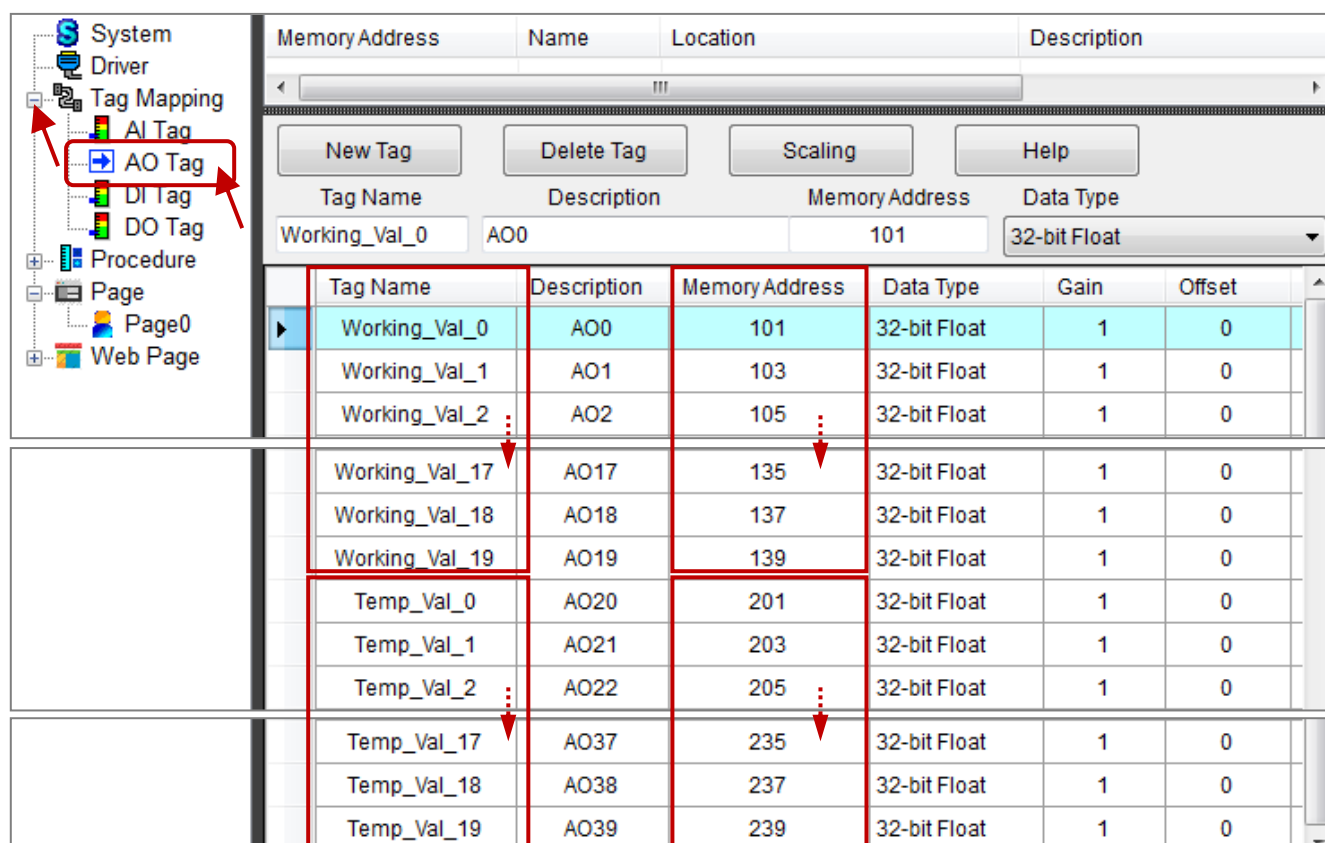 System
Driver
Tag Mapping
AI Tag
AO Tag
DI Tag
DO Tag
Procedure
Page
Page0
Web Page
Memory Address Name Location Description
New Tag Delete Tag Scaling Help
Tag Name Description Memory Address Data Type
Working_Val_0 AO0 101 32-bit Float
Tag Name Description Memory Address Data Type Gain Offset
Working_Val_0 AO0 101 32-bit Float 1 0
Working_Val_1 AO1 103 32-bit Float 1 0
Working_Val_2 AO2 105 32-bit Float 1 0
Working_Val_17 AO17 135 32-bit Float 1 0
Working_Val_18 AO18 137 32-bit Float 1 0
Working_Val_19 AO19 139 32-bit Float 1 0
Temp_Val_0 AO20 201 32-bit Float 1 0
Temp_Val_1 AO21 203 32-bit Float 1 0
Temp_Val_2 AO22 205 32-bit Float 1 0
Temp_Val_17 AO37 235 32-bit Float 1 0
Temp_Val_18 AO38 237 32-bit Float 1 0
Temp_Val_19 AO39 239 32-bit Float 1 0